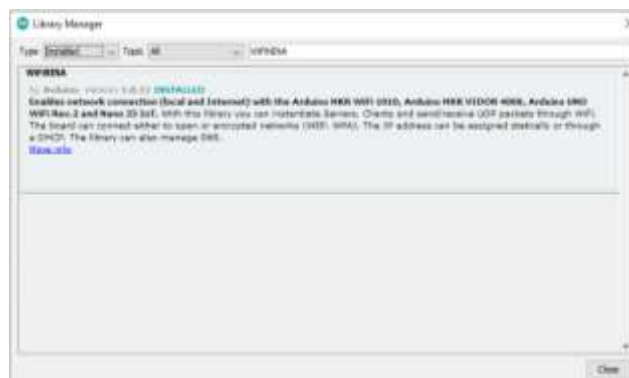 Library Manager
Type Installed Topic All WiFiNINA
WiFiNINA
by Arduino Version INSTALLED
Enables network connection (local and Internet) with the Arduino MKR WiFi 1010, Arduino MKR VIDOR 4000, Arduino UNO
WiFi Rev.2 and Nano 33 IoT. With this library you can instantiate Servers, Clients and send/receive UDP packets through WiFi.
The board can connect either to open or encrypted networks (WEP, WPA). The IP address can be assigned statically or through
a DHCP. The library can also manage DNS.
More info
Close